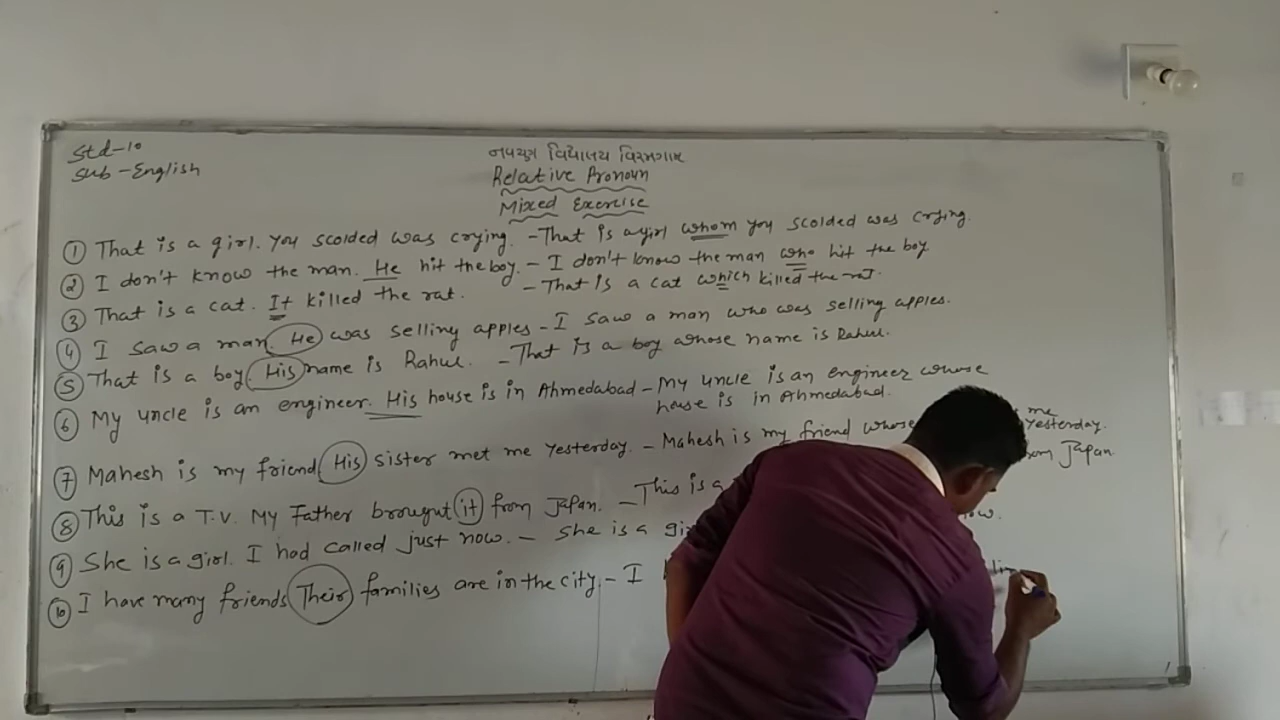 Std-10
Sub - English
નવયુગ વિદ્યાલય વિરમગામ
Relative Pronoun
Mixed Exercise
① That is a girl. You scolded was crying. - That is a girl whom you scolded was crying.
② I don't know the man. He hit the boy. - I don't know the man who hit the boy
③ That is a cat. It killed the rat. - That is a cat which killed the rat.
④ I saw a man. He was selling apples - I saw a man who was selling apples.
⑤ That is a boy His name is Rahul. - That is a boy whose name is Rahul.
⑥ My uncle is an engineer. His house is in Ahmedabad - My uncle is an engineer whose
house is in Ahmedabad.
⑦ Mahesh is my friend His sister met me yesterday. - Mahesh is my friend whose me
yesterday.
⑧ This is a T.V. My Father brougnt it from Japan. - This is a from Japan.
⑨ She is a girl. I had called just now. - She is a now.
⑩ I have many friends Their families are in the city - I